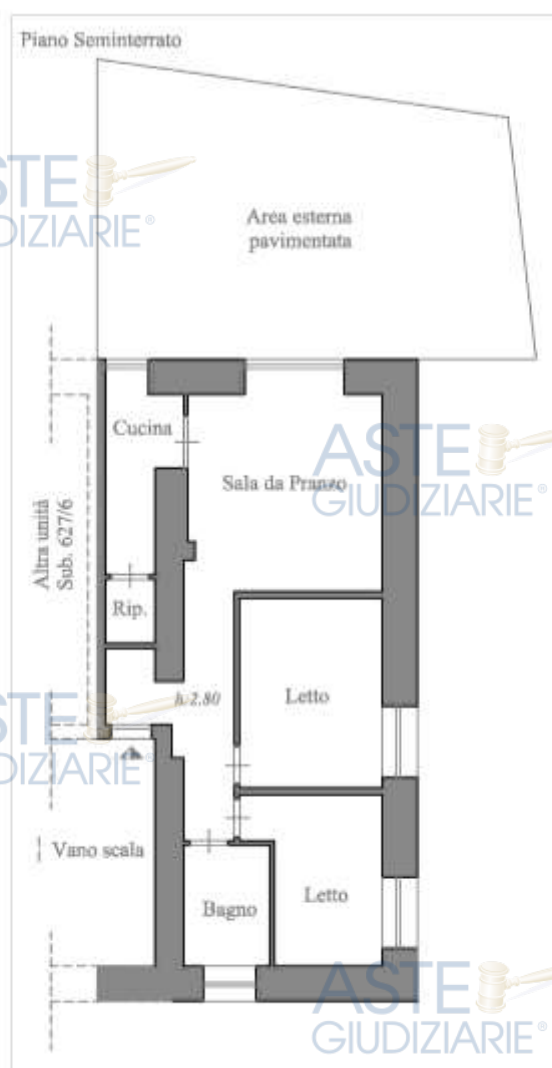 Piano Seminterrato
ASTE
GIUDIZIARIE®
Area esterna
pavimentata
Cucina
ASTE
GIUDIZIARIE®
Sala da Pranzo
Altra unità
Sub. 627/6
Rip.
h 2.80
Letto
ASTE
GIUDIZIARIE®
Vano scala
Bagno
Letto
ASTE
GIUDIZIARIE®